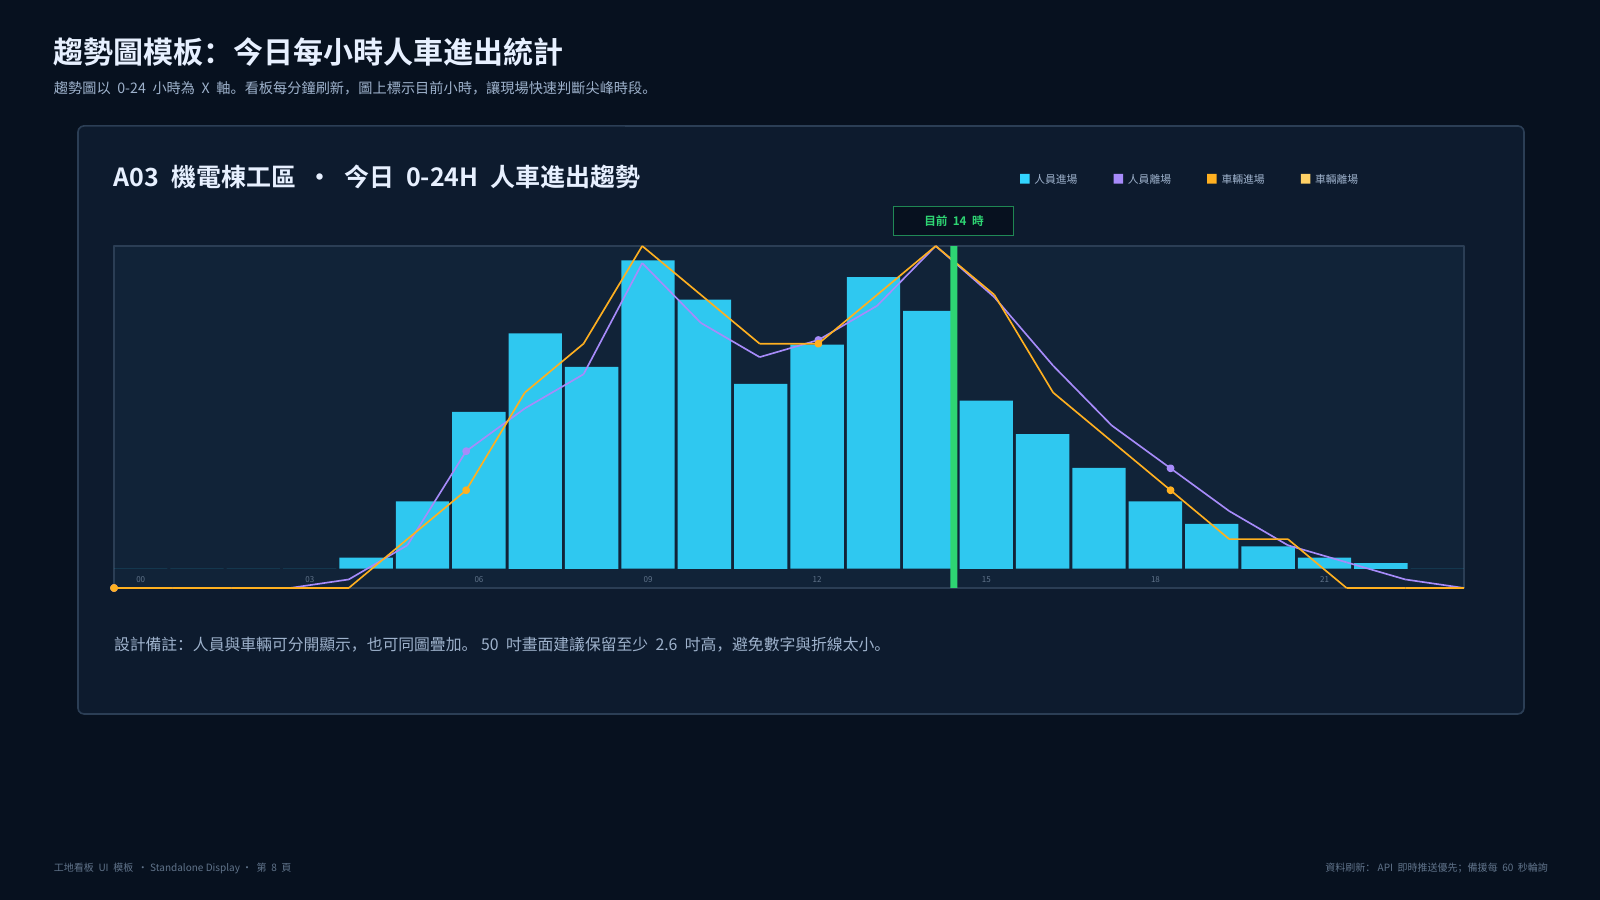 趨勢圖模板：今日每小時人車進出統計
趨勢圖以 0-24 小時為 X 軸。看板每分鐘刷新，圖上標示目前小時，讓現場快速判斷尖峰時段。
A03 機電棟工區 · 今日 0-24H 人車進出趨勢
人員進場 人員離場 車輛進場 車輛離場
目前 14 時
00 03 06 09 12 15 18 21
設計備註：人員與車輛可分開顯示，也可同圖疊加。 50 吋畫面建議保留至少 2.6 吋高，避免數字與折線太小。
工地看板 UI 模板 · Standalone Display · 第 8 頁
資料刷新： API 即時推送優先；備援每 60 秒輪詢